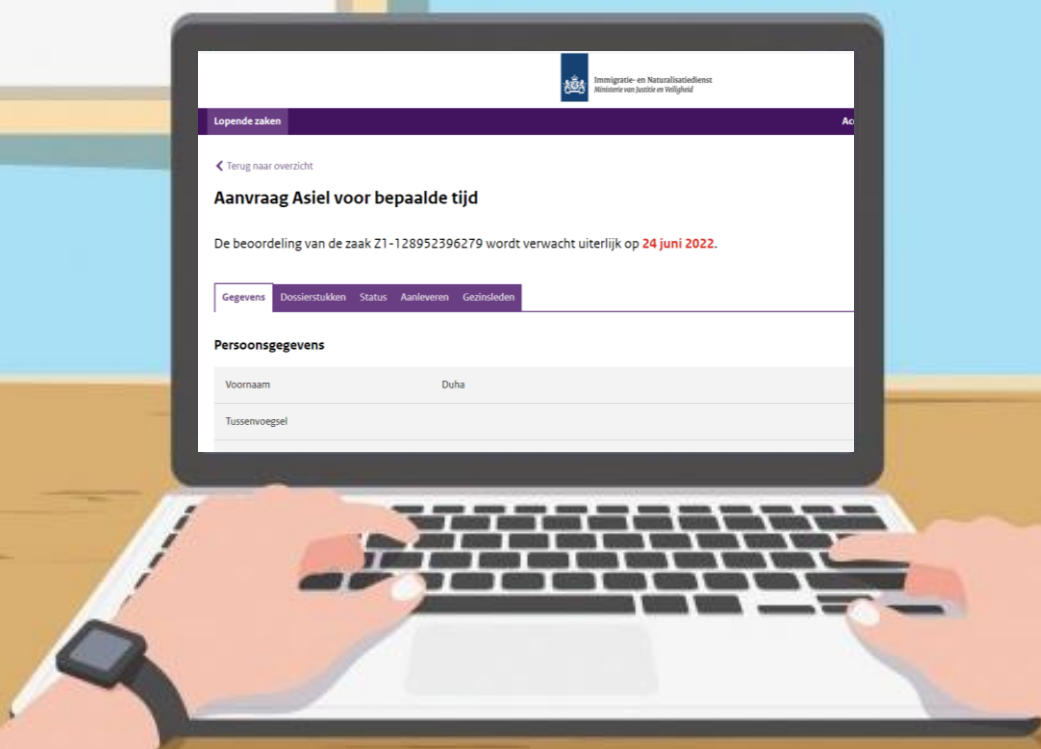 Immigratie- en Naturalisatiedienst
Ministerie van Justitie en Veiligheid
Lopende zaken
Terug naar overzicht
Aanvraag Asiel voor bepaalde tijd
De beoordeling van de zaak Z1-128952396279 wordt verwacht uiterlijk op 24 juni 2022.
Gegevens Dossierstukken Status Aanleveren Gezinsleden
Persoonsgegevens
Voornaam Duha
Tussenvoegsel